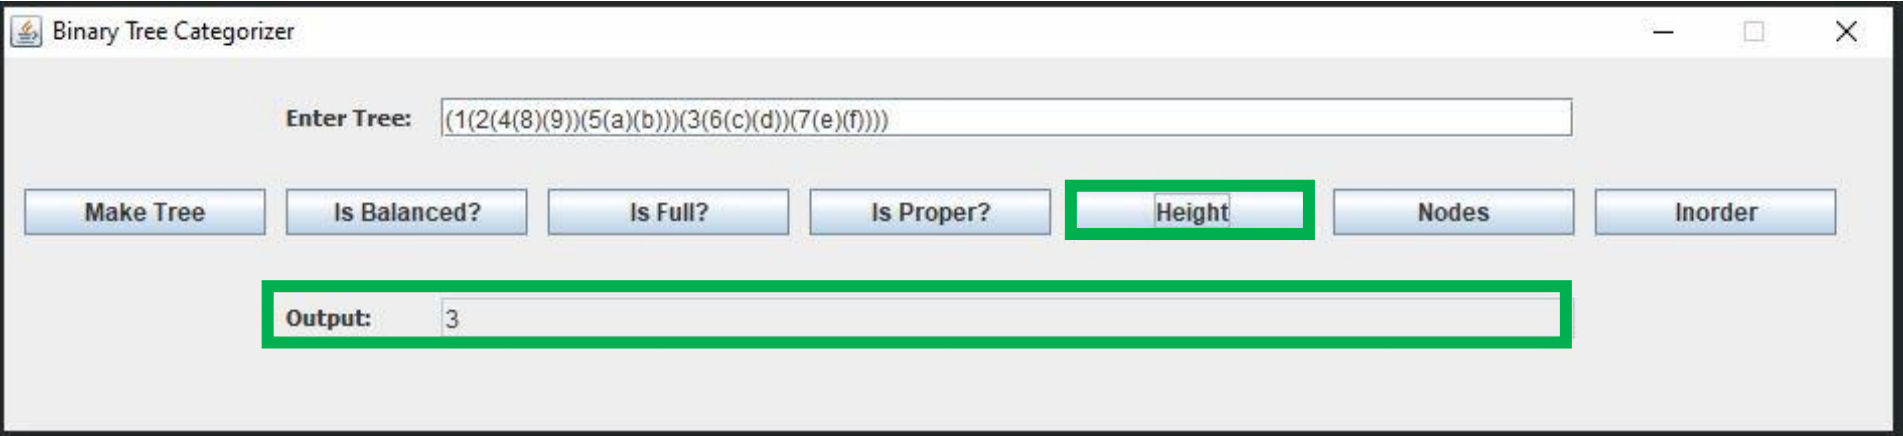 Binary Tree Categorizer
Enter Tree: (1(2(4(8)(9))(5(a)(b)))(3(6(c)(d))(7(e)(f))))
Make Tree Is Balanced? Is Full? Is Proper? Height Nodes Inorder
Output: 3